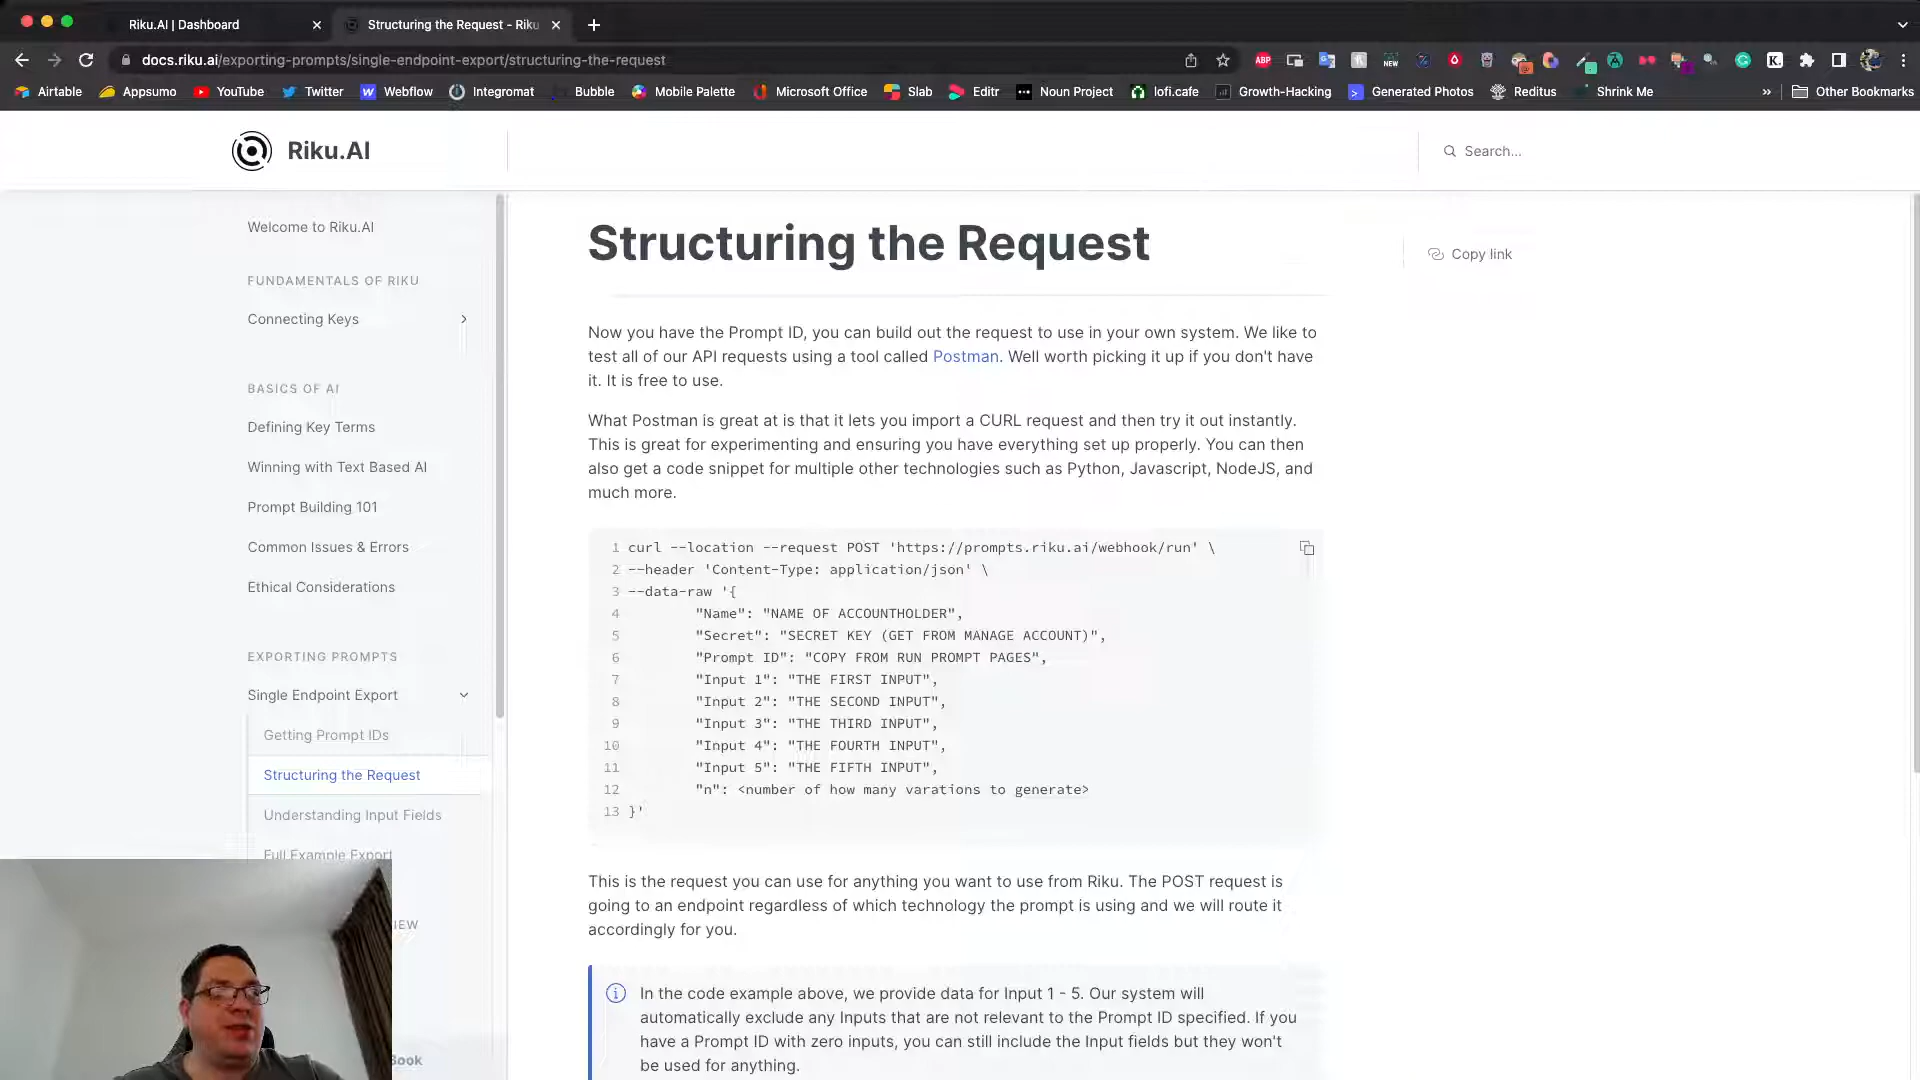 Riku.AI | Dashboard
Structuring the Request - Riku
docs.riku.ai/exporting-prompts/single-endpoint-export/structuring-the-request
ABP
NEW
Airtable
Appsumo
YouTube
Twitter
Webflow
Integromat
Bubble
Mobile Palette
Microsoft Office
Slab
Editr
Noun Project
lofi.cafe
Growth-Hacking
Generated Photos
Reditus
Shrink Me
»
Other Bookmarks
Riku.AI
Search...
Welcome to Riku.AI
FUNDAMENTALS OF RIKU
Connecting Keys
BASICS OF AI
Defining Key Terms
Winning with Text Based AI
Prompt Building 101
Common Issues & Errors
Ethical Considerations
EXPORTING PROMPTS
Single Endpoint Export
Getting Prompt IDs
Structuring the Request
Understanding Input Fields
Full Example Export
IEW
Book
Structuring the Request
Copy link
Now you have the Prompt ID, you can build out the request to use in your own system. We like to
test all of our API requests using a tool called Postman. Well worth picking it up if you don't have
it. It is free to use.
What Postman is great at is that it lets you import a CURL request and then try it out instantly.
This is great for experimenting and ensuring you have everything set up properly. You can then
also get a code snippet for multiple other technologies such as Python, Javascript, NodeJS, and
much more.
1 curl --location --request POST 'https://prompts.riku.ai/webhook/run' \
2 --header 'Content-Type: application/json' \
3 --data-raw '{
4 "Name": "NAME OF ACCOUNTHOLDER",
5 "Secret": "SECRET KEY (GET FROM MANAGE ACCOUNT)",
6 "Prompt ID": "COPY FROM RUN PROMPT PAGES",
7 "Input 1": "THE FIRST INPUT",
8 "Input 2": "THE SECOND INPUT",
9 "Input 3": "THE THIRD INPUT",
10 "Input 4": "THE FOURTH INPUT",
11 "Input 5": "THE FIFTH INPUT",
12 "n": <number of how many varations to generate>
13 }'
This is the request you can use for anything you want to use from Riku. The POST request is
going to an endpoint regardless of which technology the prompt is using and we will route it
accordingly for you.
In the code example above, we provide data for Input 1 - 5. Our system will
automatically exclude any Inputs that are not relevant to the Prompt ID specified. If you
have a Prompt ID with zero inputs, you can still include the Input fields but they won't
be used for anything.